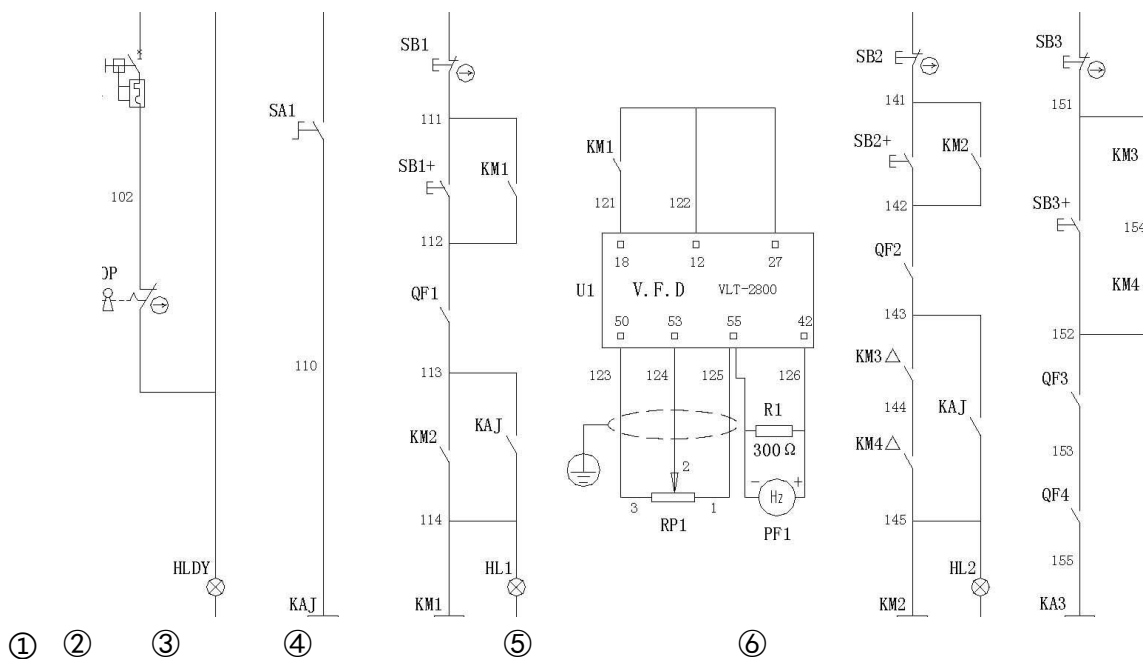 SB1
SB2
SB3
SA1
111
141
151
KM1
SB1+
KM1
SB2+
KM2
KM3
102
121
122
142
SB3+
154
112
18
12
27
QF2
OP
U1
V.F.D
VLT-2800
KM4
QF1
50
53
55
42
143
152
110
123
124
125
126
KM3△
QF3
113
R1
144
KAJ
KM2
KAJ
300Ω
KM4△
153
2
- +
Hz
QF4
114
3
1
RP1
PF1
145
155
HLDY
HL1
HL2
KAJ
KM1
KM2
KA3
① ② ③ ④ ⑤ ⑥